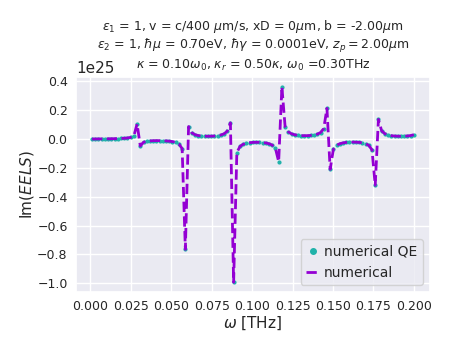 ε₁ = 1, v = c/400 μm/s, xD = 0μm, b = -2.00μm
ε₂ = 1, ℏμ = 0.70eV, ℏγ = 0.0001eV, zₚ = 2.00μm
κ = 0.10ω₀, κᵣ = 0.50κ, ω₀ =0.30THz
1e25
0.4
0.2
0.0
−0.2
−0.4
−0.6
−0.8
−1.0
Im(EELS)
numerical QE
numerical
0.000 0.025 0.050 0.075 0.100 0.125 0.150 0.175 0.200
ω [THz]